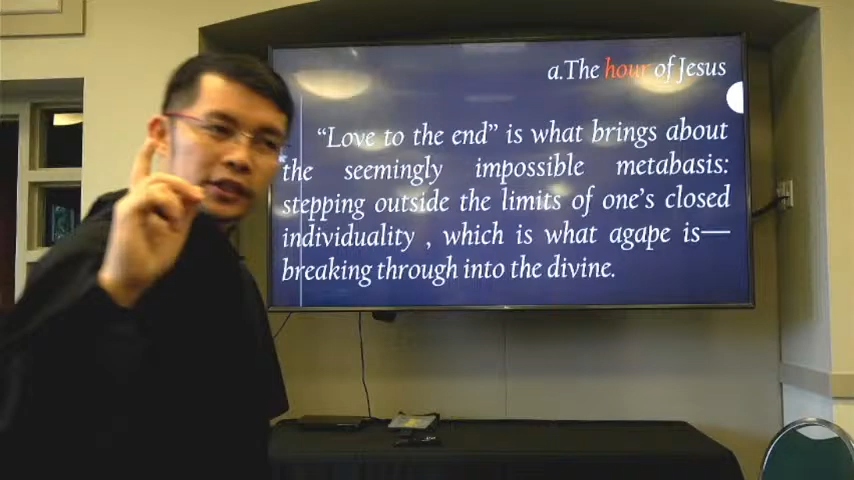 a.The hour of Jesus
“Love to the end” is what brings about
the seemingly impossible metabasis:
stepping outside the limits of one’s closed
individuality , which is what agape is—
breaking through into the divine.